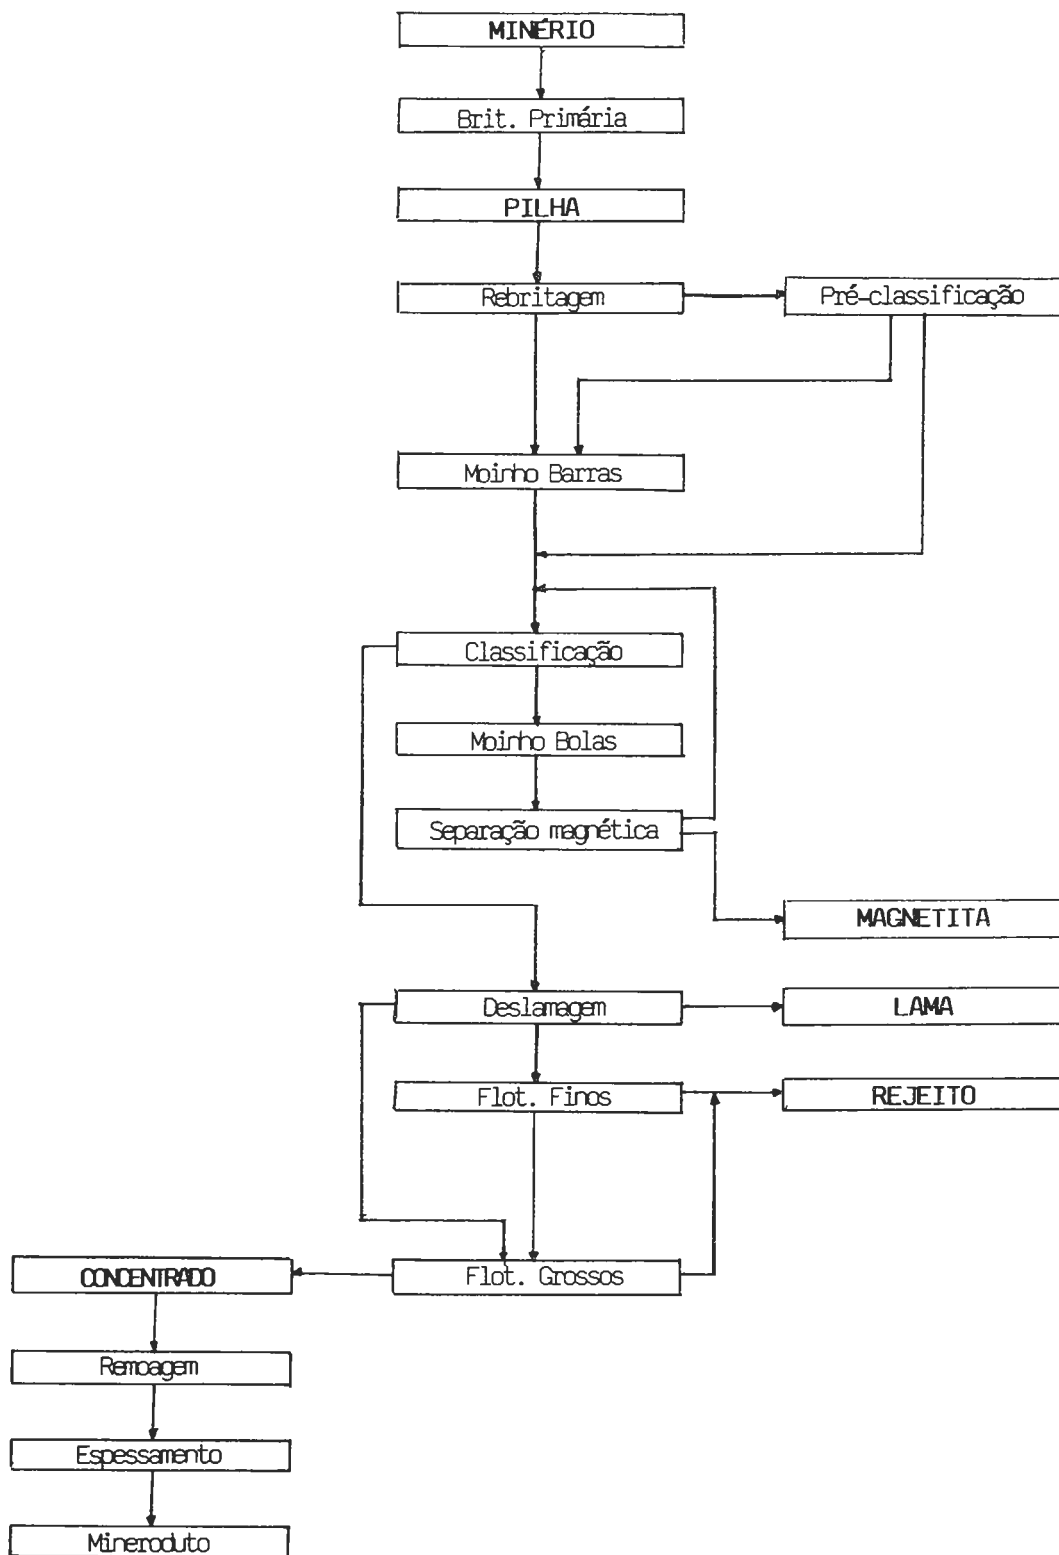 MINÉRIO
Brit. Primária
PILHA
Rebritagem
Pré-classificação
Moinho Barras
Classificação
Moinho Bolas
Separação magnética
MAGNETITA
Deslamagem
LAMA
Flot. Finos
REJEITO
CONCENTRADO
Flot. Grossos
Remoagem
Espessamento
Mineroduto